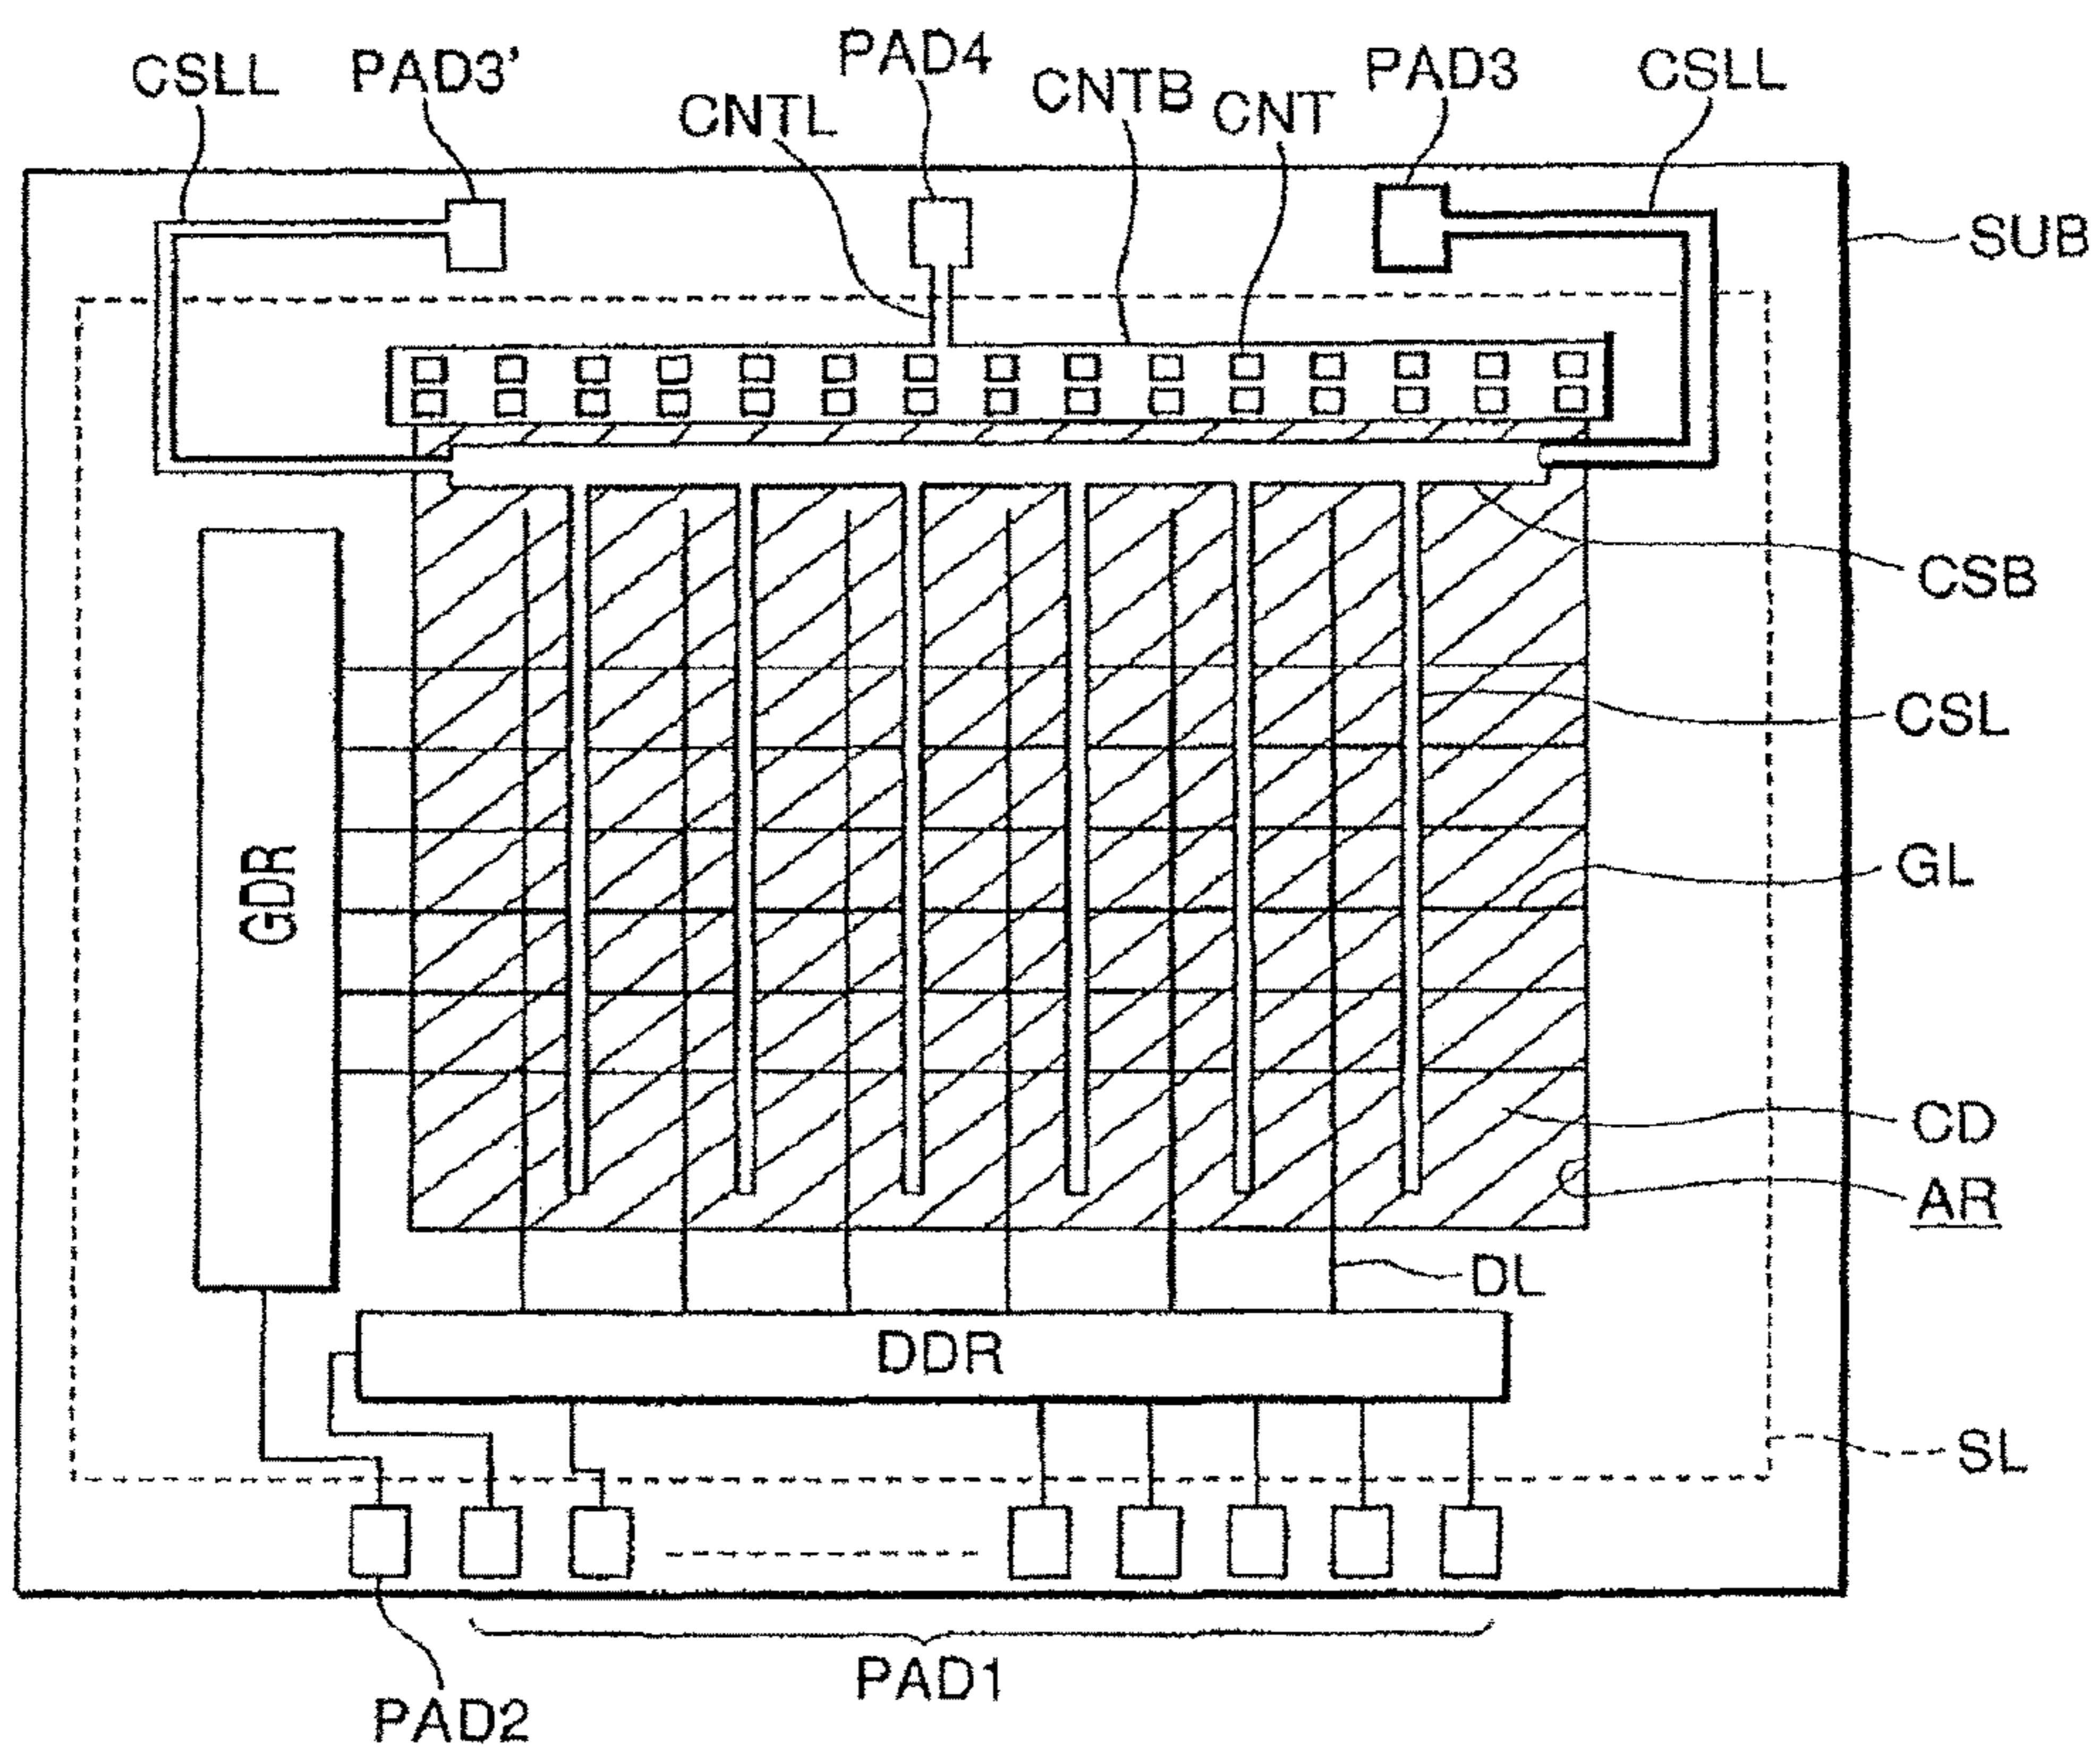 CSLL
PAD3'
CNTL
PAD4
CNTB
CNT
PAD3
CSLL
SUB
CSB
CSL
GL
GDR
CD
AR
DL
DDR
SL
PAD1
PAD2